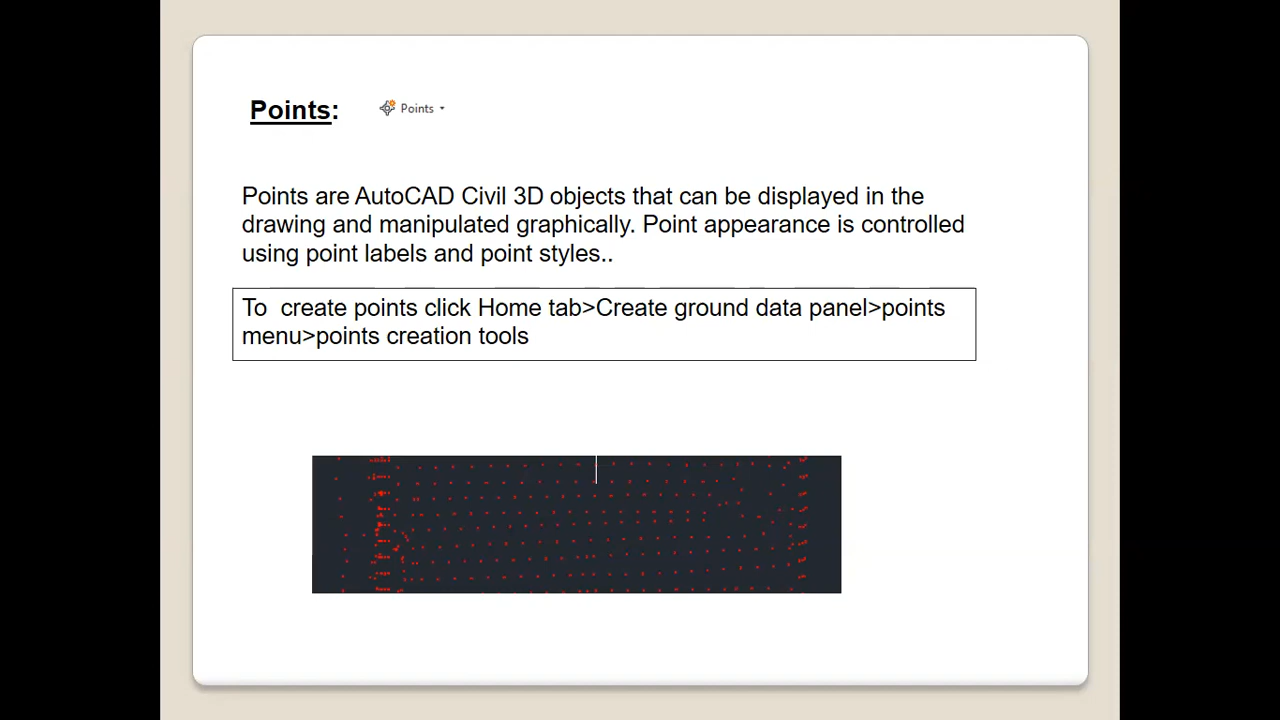 Points:
Points
Points are AutoCAD Civil 3D objects that can be displayed in the
drawing and manipulated graphically. Point appearance is controlled
using point labels and point styles..
To  create points click Home tab>Create ground data panel>points
menu>points creation tools